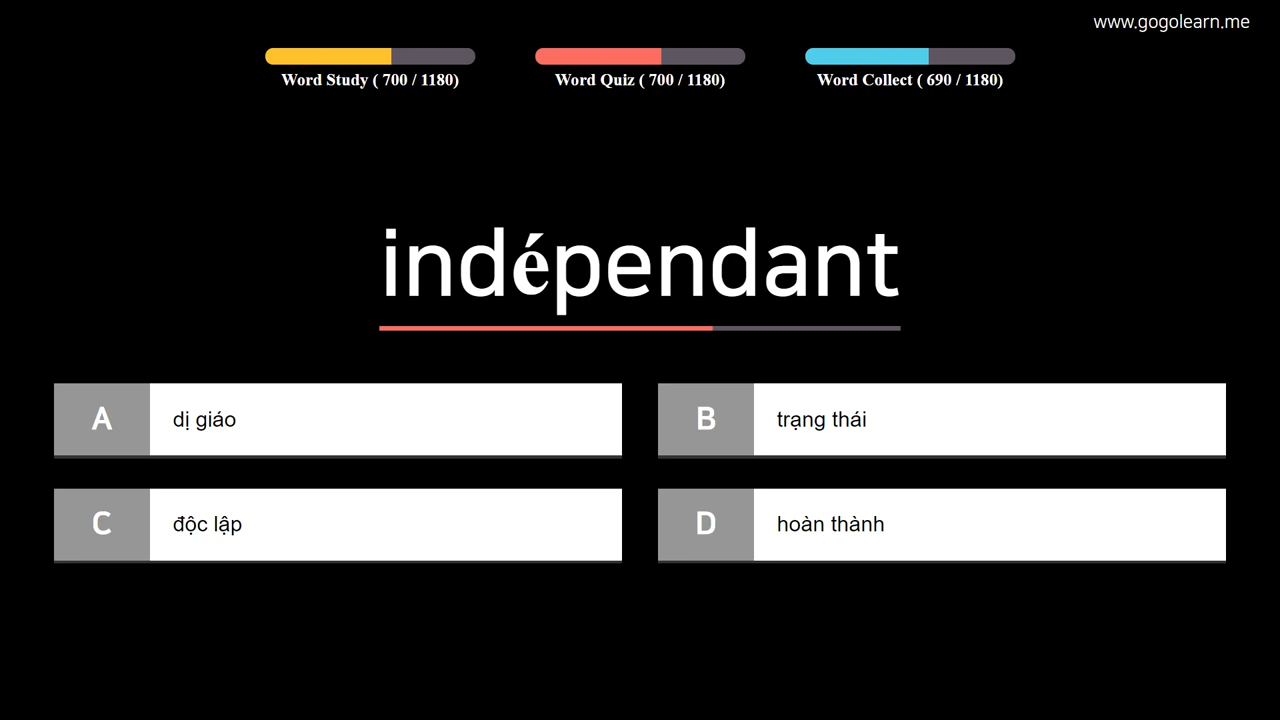 www.gogolearn.me
Word Study ( 700 / 1180)
Word Quiz ( 700 / 1180)
Word Collect ( 690 / 1180)
indépendant
A dị giáo
B trạng thái
C độc lập
D hoàn thành